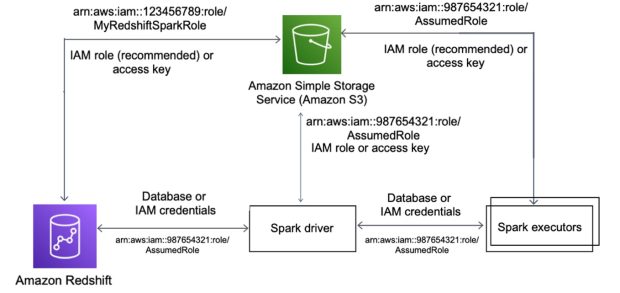 arn:aws:iam::123456789:role/
MyRedshiftSparkRole
IAM role (recommended) or
access key
arn:aws:iam::987654321:role/
AssumedRole
IAM role (recommended) or
access key
Amazon Simple Storage
Service (Amazon S3)
arn:aws:iam::987654321:role/
AssumedRole
IAM role or access key
Database or
IAM credentials
arn:aws:iam::987654321:role/
AssumedRole
Amazon Redshift
Spark driver
Database or
IAM credentials
arn:aws:iam::987654321:role/
AssumedRole
Spark executors